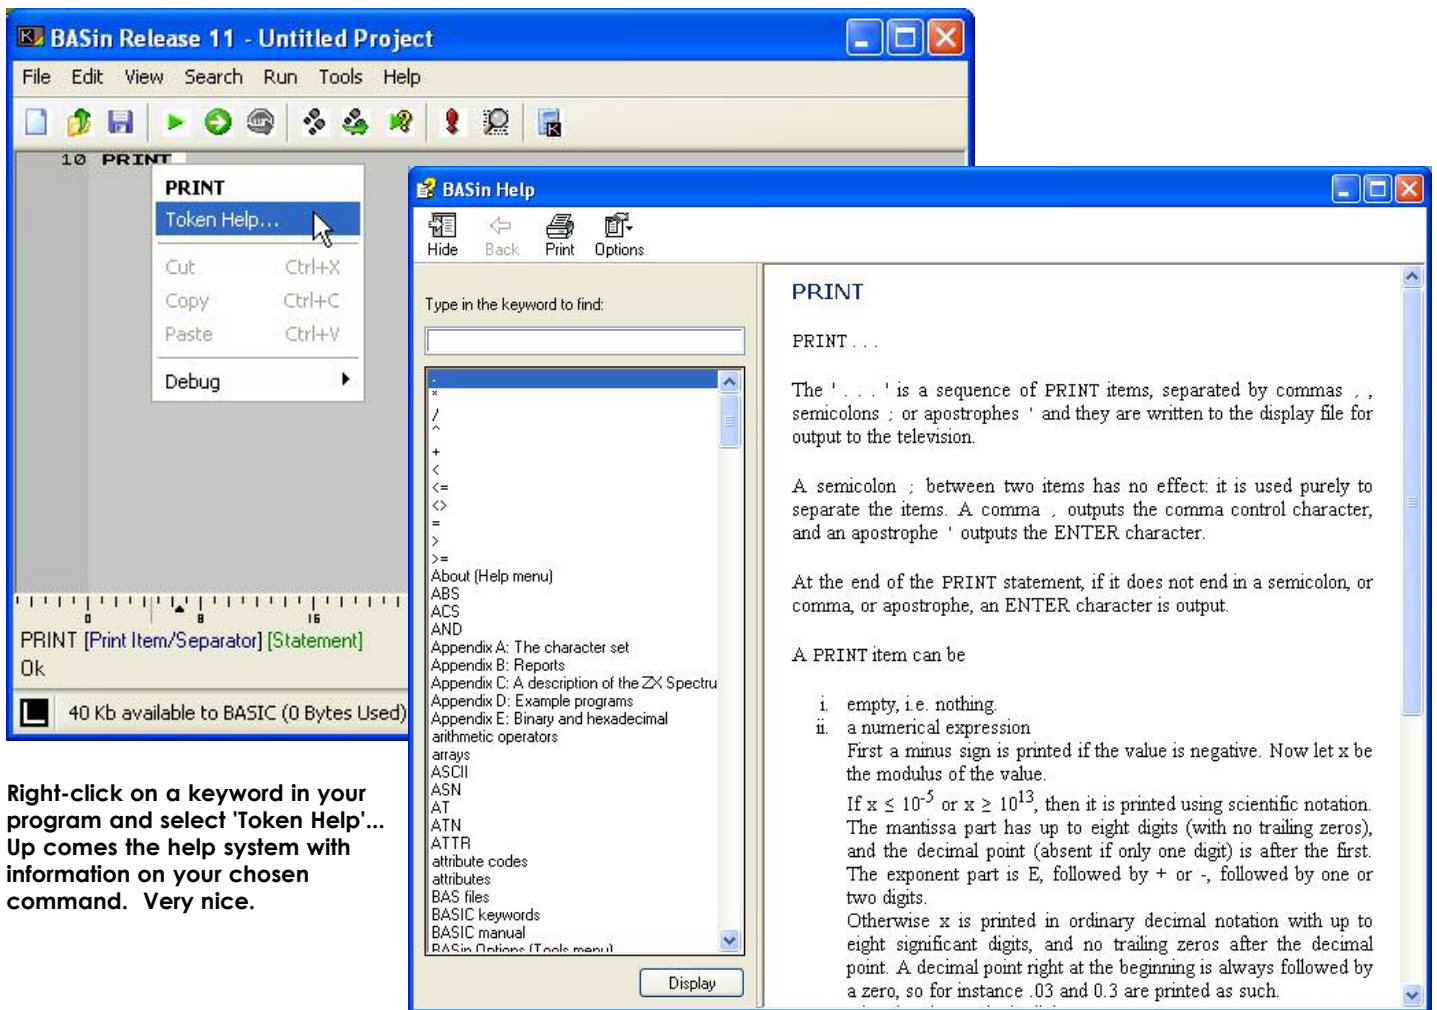 BASin Release 11 - Untitled Project
File Edit View Search Run Tools Help
10 PRINT
PRINT
Token Help...
Cut Ctrl+X
Copy Ctrl+C
Paste Ctrl+V
Debug
0 8 16
PRINT [Print Item/Separator] [Statement]
Ok
40 Kb available to BASIC (0 Bytes Used)
Right-click on a keyword in your
program and select 'Token Help'...
Up comes the help system with
information on your chosen
command. Very nice.
BASin Help
Hide Back Print Options
Type in the keyword to find:
-
*
/
^
+
<
<=
<>
=
>
>=
About (Help menu)
ABS
ACS
AND
Appendix A: The character set
Appendix B: Reports
Appendix C: A description of the ZX Spectru
Appendix D: Example programs
Appendix E: Binary and hexadecimal
arithmetic operators
arrays
ASCII
ASN
AT
ATN
ATTR
attribute codes
attributes
BAS files
BASIC keywords
BASIC manual
BASin Options (Tools menu)
Display
PRINT
PRINT . . .
The ' . . . ' is a sequence of PRINT items, separated by commas , ,
semicolons ; or apostrophes ' and they are written to the display file for
output to the television.
A semicolon ; between two items has no effect: it is used purely to
separate the items. A comma , outputs the comma control character,
and an apostrophe ' outputs the ENTER character.
At the end of the PRINT statement, if it does not end in a semicolon, or
comma, or apostrophe, an ENTER character is output.
A PRINT item can be
i. empty, i.e. nothing.
ii. a numerical expression
First a minus sign is printed if the value is negative. Now let x be
the modulus of the value.
If x ≤ 10⁻⁵ or x ≥ 10¹³, then it is printed using scientific notation.
The mantissa part has up to eight digits (with no trailing zeros),
and the decimal point (absent if only one digit) is after the first.
The exponent part is E, followed by + or -, followed by one or
two digits.
Otherwise x is printed in ordinary decimal notation with up to
eight significant digits, and no trailing zeros after the decimal
point. A decimal point right at the beginning is always followed by
a zero, so for instance .03 and 0.3 are printed as such.